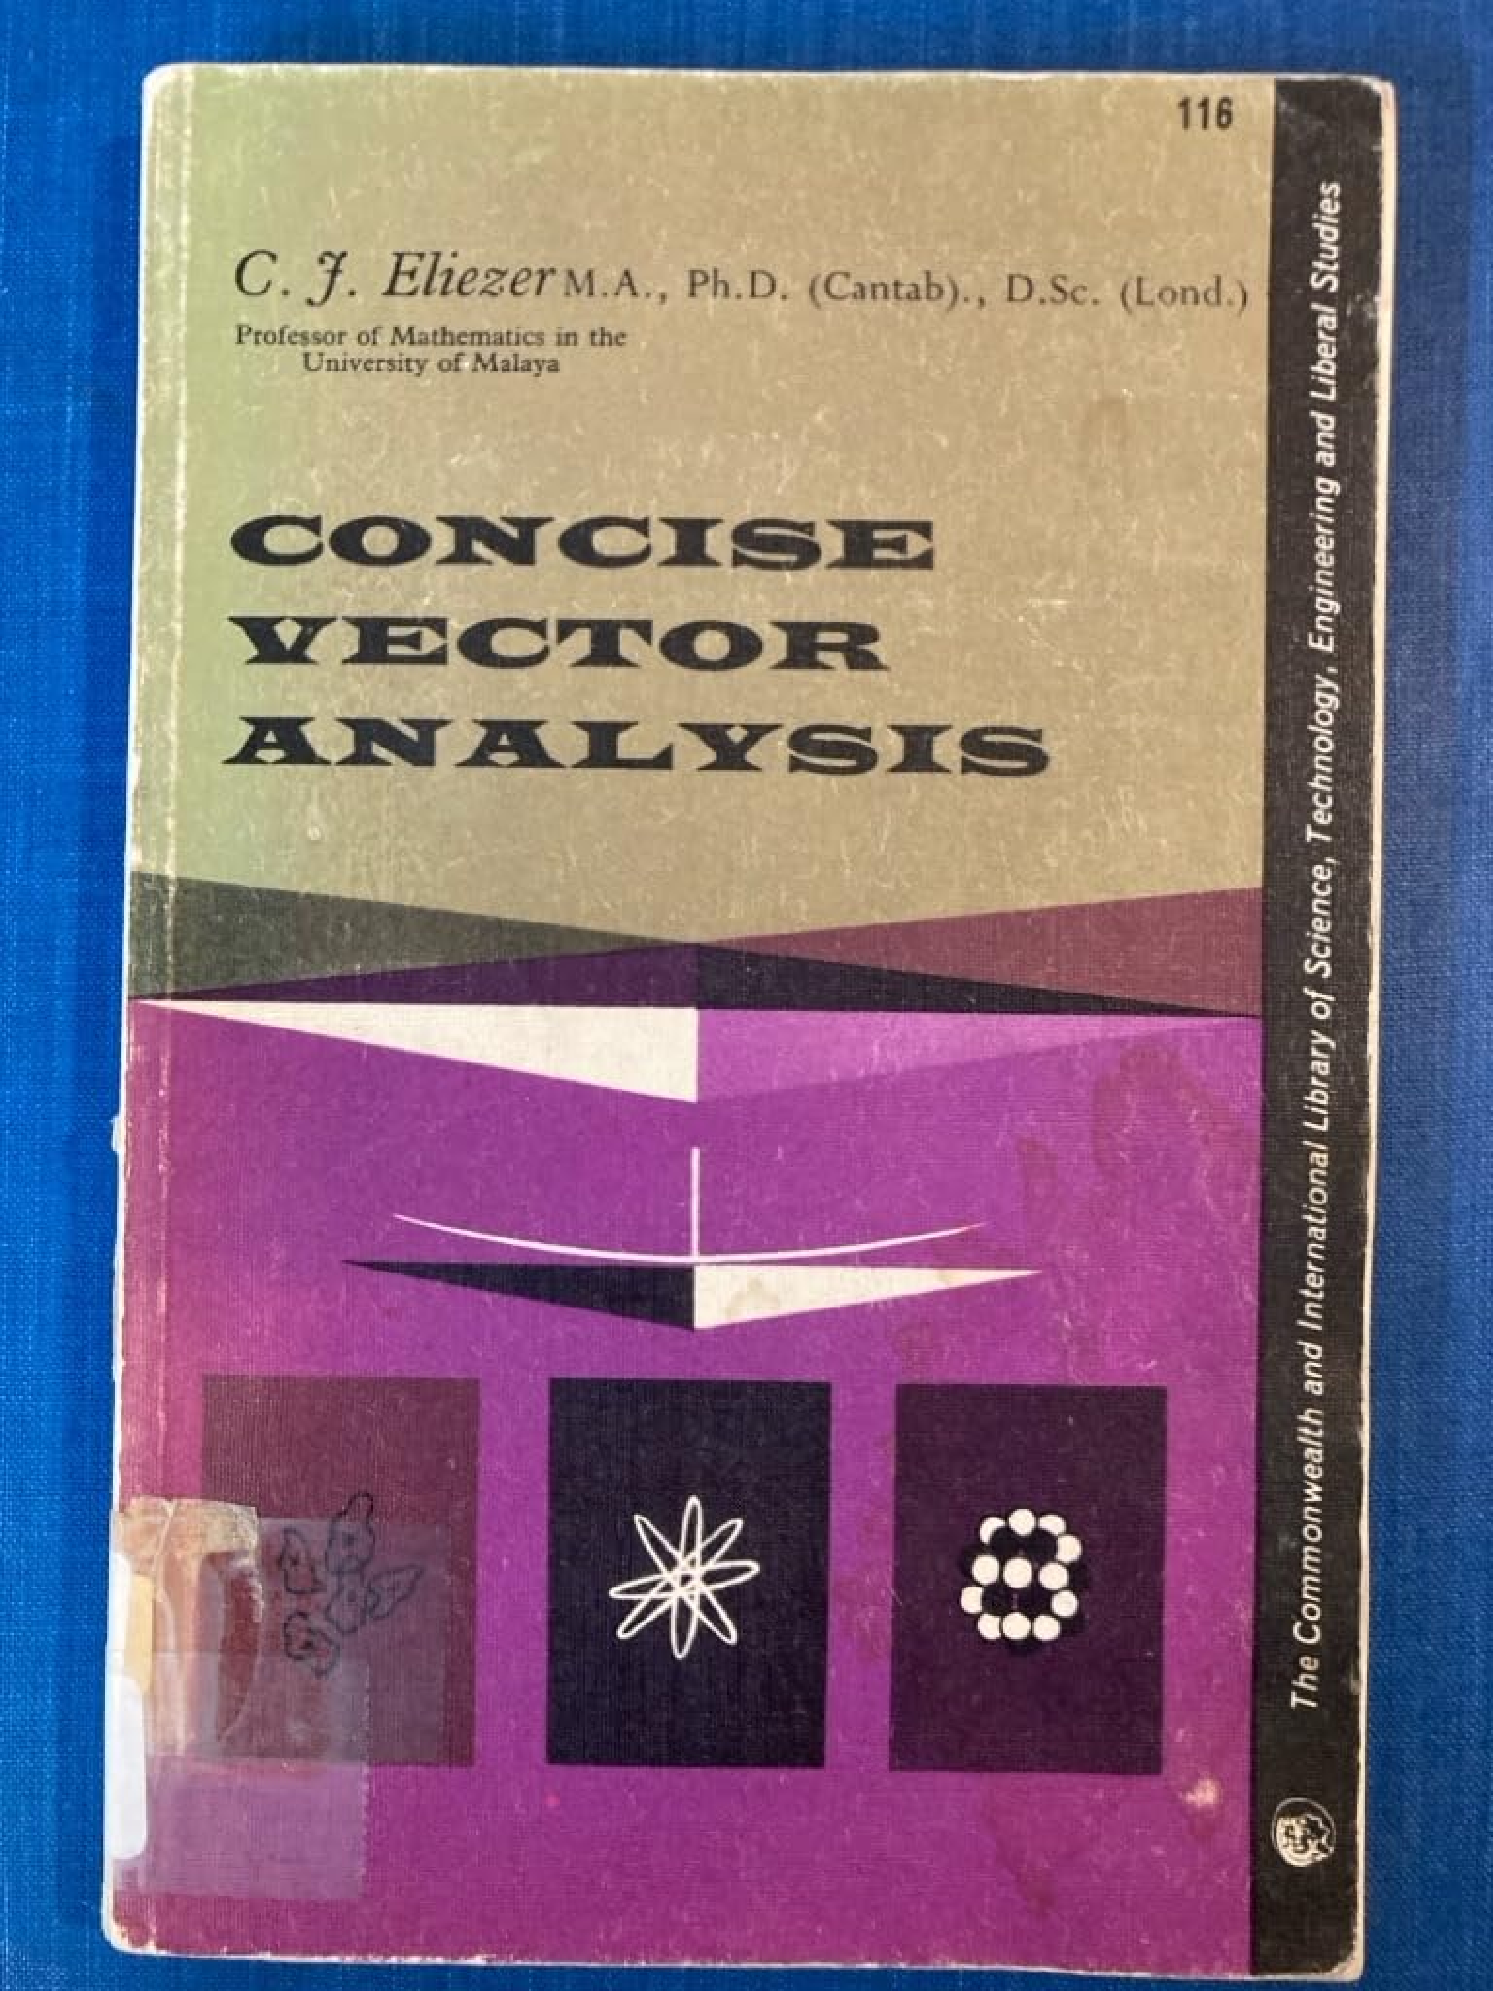 116
C. J. Eliezer M.A., Ph.D. (Cantab)., D.Sc. (Lond.)
Professor of Mathematics in the
University of Malaya
CONCISE
VECTOR
ANALYSIS
The Commonwealth and International Library of Science, Technology, Engineering and Liberal Studies